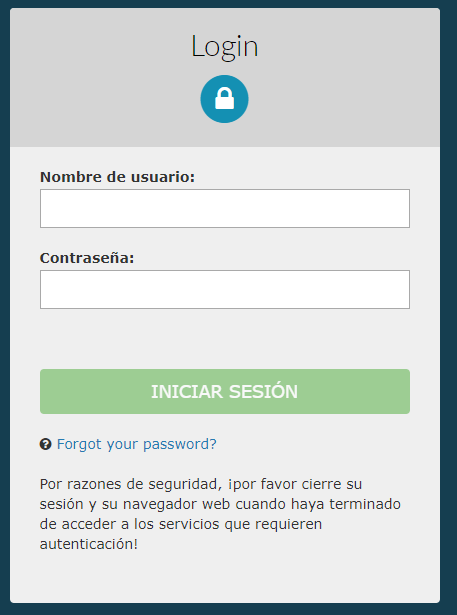 Login
Nombre de usuario:
Contraseña:
INICIAR SESIÓN
Forgot your password?
Por razones de seguridad, ¡por favor cierre su
sesión y su navegador web cuando haya terminado
de acceder a los servicios que requieren
autenticación!